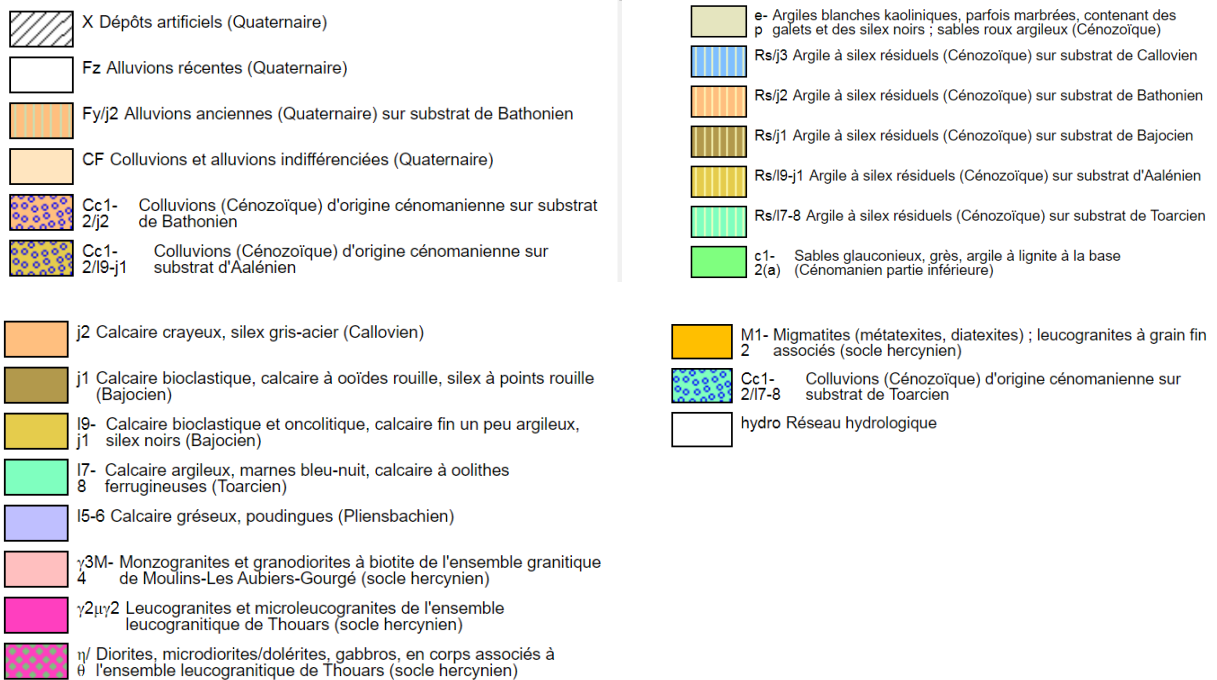 X Dépôts artificiels (Quaternaire)
Fz Alluvions récentes (Quaternaire)
Fy/j2 Alluvions anciennes (Quaternaire) sur substrat de Bathonien
CF Colluvions et alluvions indifférenciées (Quaternaire)
Cc1- Colluvions (Cénozoïque) d'origine cénomanienne sur substrat
2/j2 de Bathonien
Cc1- Colluvions (Cénozoïque) d'origine cénomanienne sur
2/l9-j1 substrat d'Aalénien
e- Argiles blanches kaoliniques, parfois marbrées, contenant des
p galets et des silex noirs ; sables roux argileux (Cénozoïque)
Rs/j3 Argile à silex résiduels (Cénozoïque) sur substrat de Callovien
Rs/j2 Argile à silex résiduels (Cénozoïque) sur substrat de Bathonien
Rs/j1 Argile à silex résiduels (Cénozoïque) sur substrat de Bajocien
Rs/l9-j1 Argile à silex résiduels (Cénozoïque) sur substrat d'Aalénien
Rs/l7-8 Argile à silex résiduels (Cénozoïque) sur substrat de Toarcien
c1- Sables glauconieux, grès, argile à lignite à la base
2(a) (Cénomanien partie inférieure)
j2 Calcaire crayeux, silex gris-acier (Callovien)
j1 Calcaire bioclastique, calcaire à ooïdes rouille, silex à points rouille
(Bajocien)
l9- Calcaire bioclastique et oncolitique, calcaire fin un peu argileux,
j1 silex noirs (Bajocien)
l7- Calcaire argileux, marnes bleu-nuit, calcaire à oolithes
8 ferrugineuses (Toarcien)
l5-6 Calcaire gréseux, poudingues (Pliensbachien)
γ3M- Monzogranites et granodiorites à biotite de l'ensemble granitique
4 de Moulins-Les Aubiers-Gourgé (socle hercynien)
γ2μγ2 Leucogranites et microleucogranites de l'ensemble
leucogranitique de Thouars (socle hercynien)
η/ Diorites, microdiorites/dolérites, gabbros, en corps associés à
θ l'ensemble leucogranitique de Thouars (socle hercynien)
M1- Migmatites (métatexites, diatexites) ; leucogranites à grain fin
2 associés (socle hercynien)
Cc1- Colluvions (Cénozoïque) d'origine cénomanienne sur
2/l7-8 substrat de Toarcien
hydro Réseau hydrologique